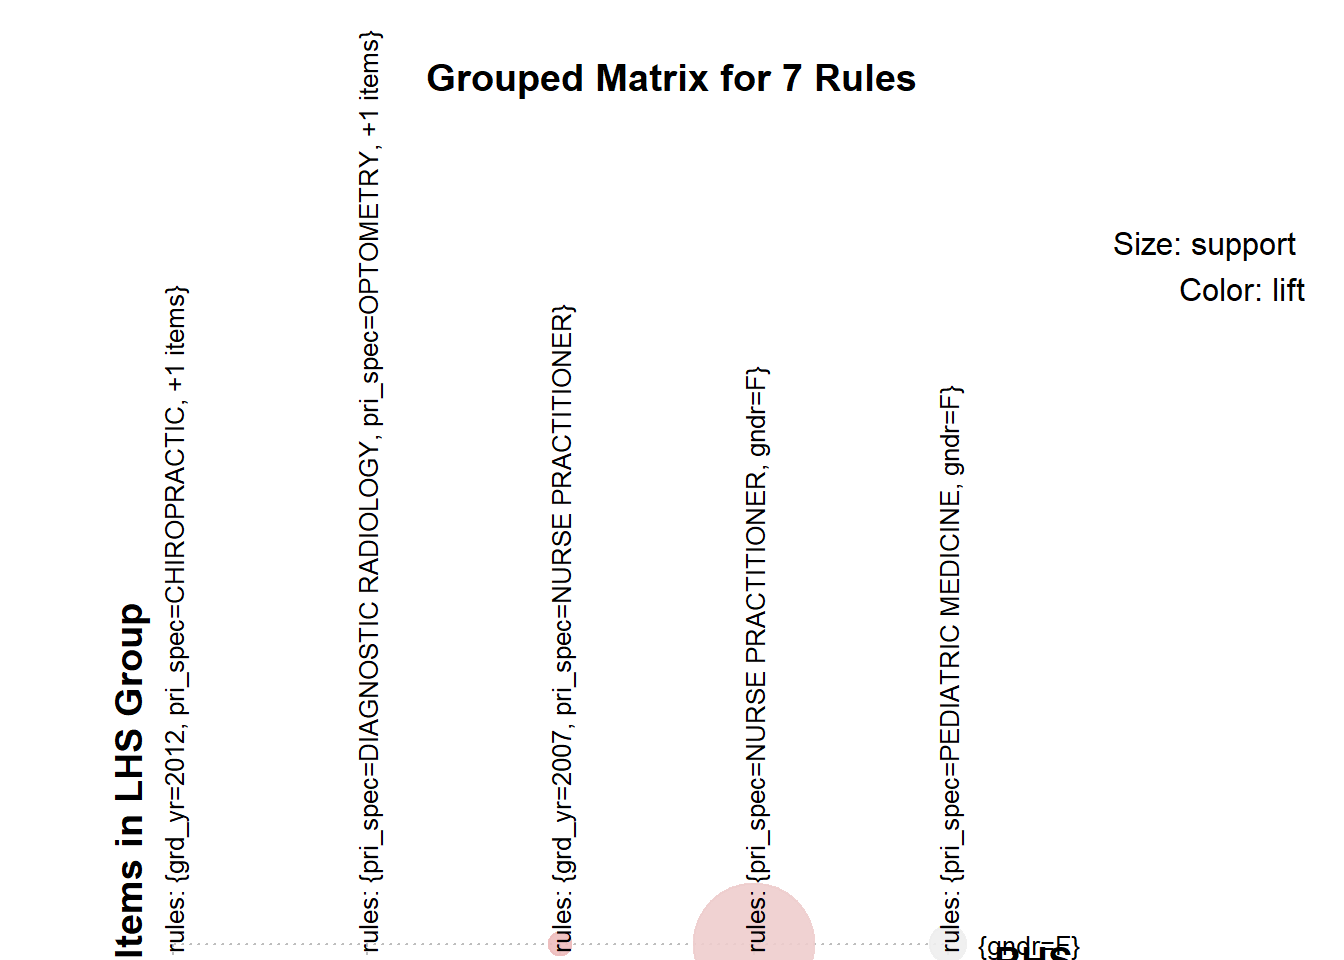 Grouped Matrix for 7 Rules
Size: support
Color: lift
Items in LHS Group
rules: {grd_yr=2012, pri_spec=CHIROPRACTIC, +1 items}
rules: {pri_spec=DIAGNOSTIC RADIOLOGY, pri_spec=OPTOMETRY, +1 items}
rules: {grd_yr=2007, pri_spec=NURSE PRACTITIONER}
rules: {pri_spec=NURSE PRACTITIONER, gndr=F}
rules: {pri_spec=PEDIATRIC MEDICINE, gndr=F}
{gndr=F}
RHS